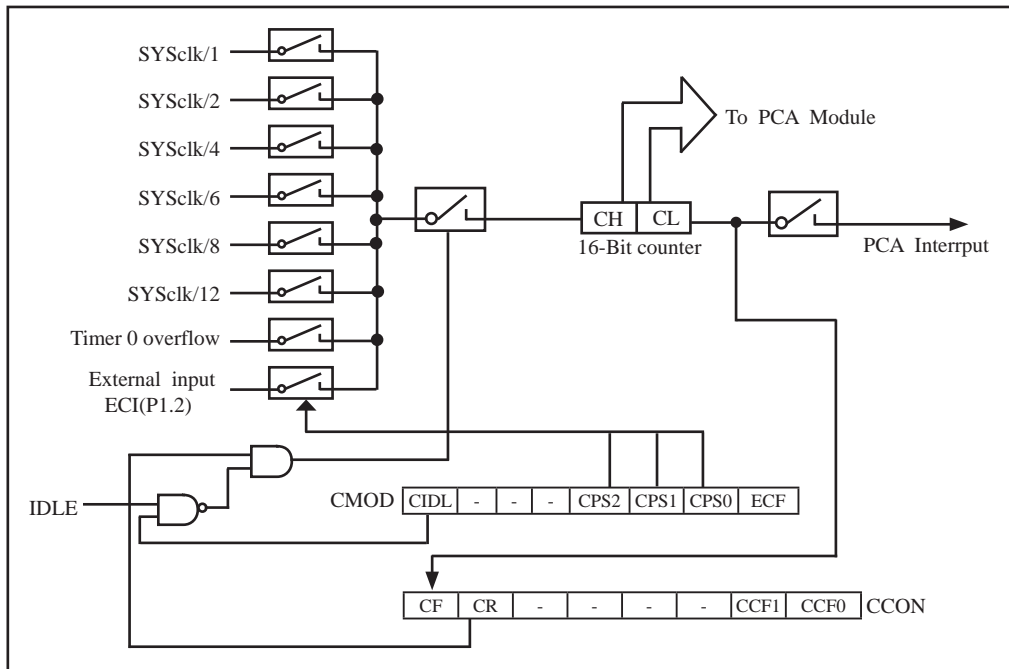 SYSclk/1
SYSclk/2
SYSclk/4
SYSclk/6
SYSclk/8
SYSclk/12
Timer 0 overflow
External input
ECI(P1.2)
To PCA Module
CH CL
16-Bit counter
PCA Interrput
IDLE
CMOD CIDL - - - CPS2 CPS1 CPS0 ECF
CF CR - - - - CCF1 CCF0 CCON